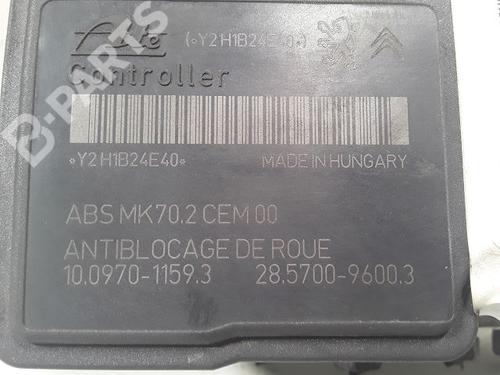 Ate (*Y2H1B24E40*)
Controller
B-PARTS
*Y2H1B24E40* MADE IN HUNGARY
ABS MK70.2 CEM 00
ANTIBLOCAGE DE ROUE
10.0970-1159.3 28.5700-9600.3